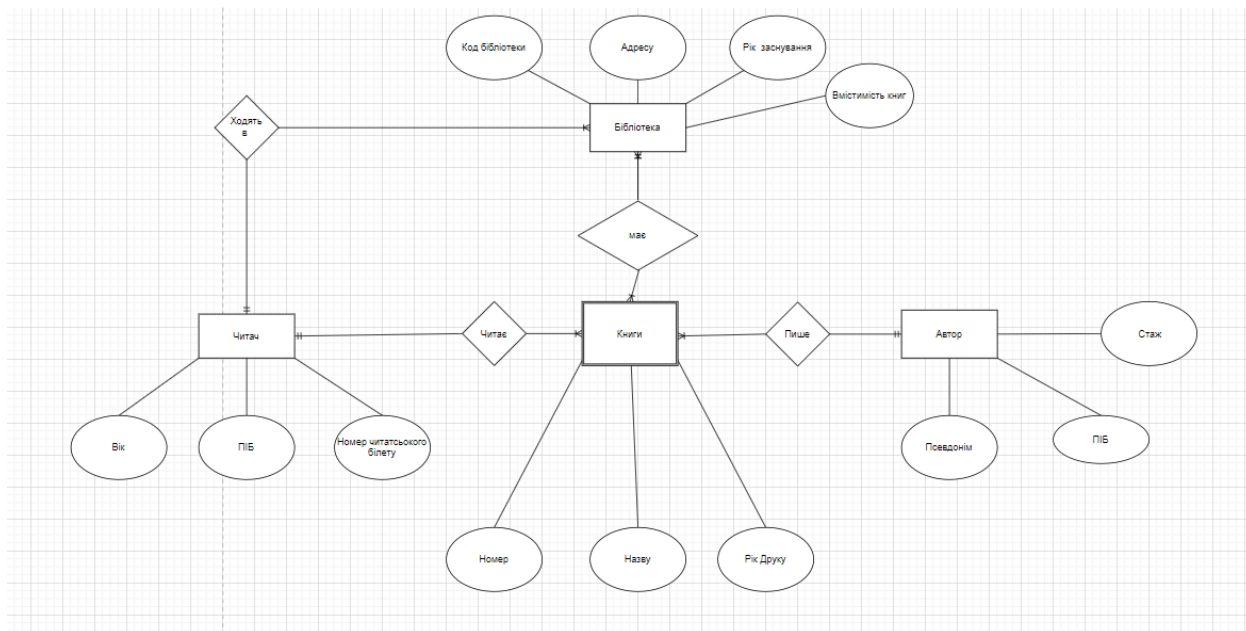 Код бібліотеки
Адресу
Рік заснування
Вмістимість книг
Ходять
в
Бібліотека
має
Читач
Читає
Книги
Пише
Автор
Стаж
Вік
ПІБ
Номер читатсьокого
білету
Псевдонім
ПІБ
Номер
Назву
Рік Друку